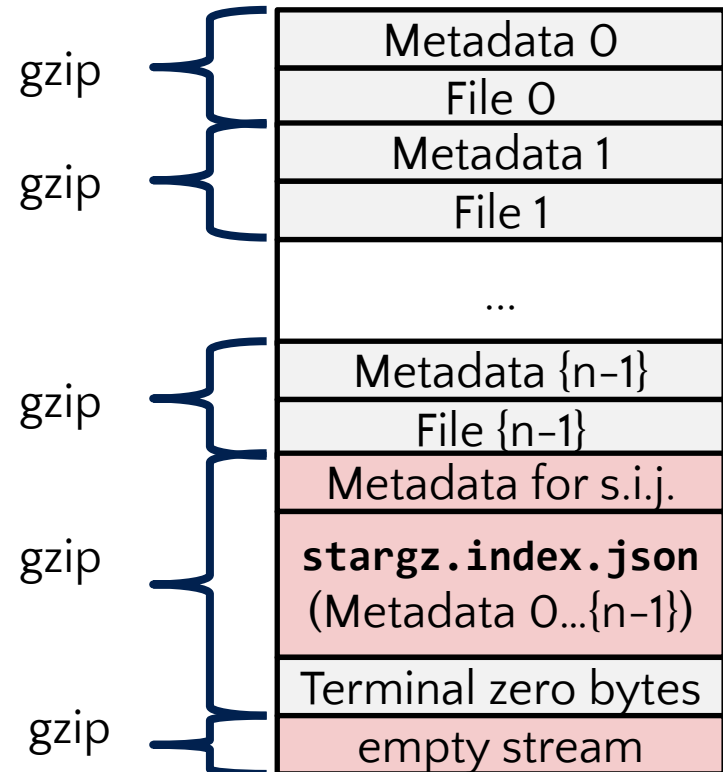 gzip
Metadata 0
File 0
gzip
Metadata 1
File 1
...
gzip
Metadata {n-1}
File {n-1}
gzip
Metadata for s.i.j.
stargz.index.json
(Metadata 0...{n-1})
Terminal zero bytes
gzip
empty stream